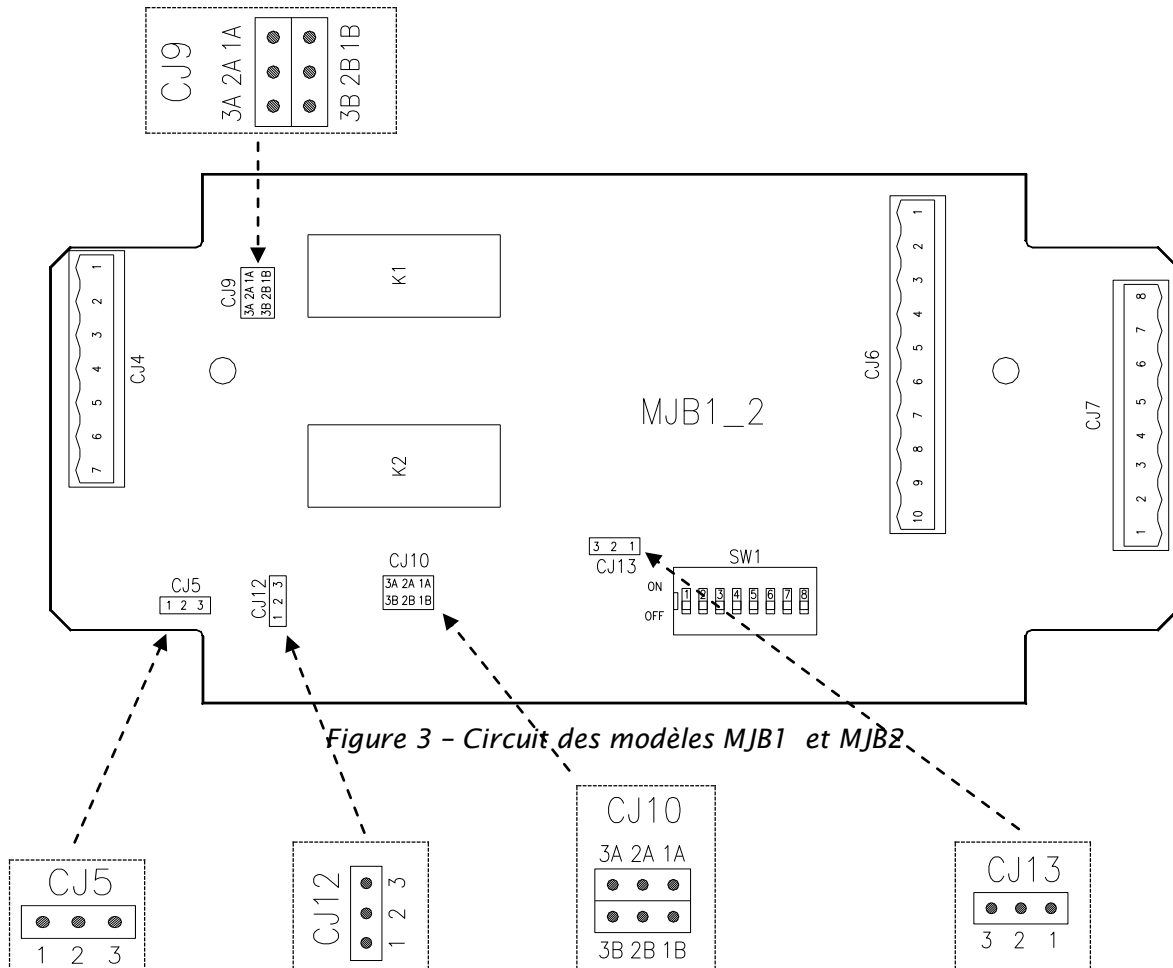 CJ9
3A 2A 1A
3B 2B 1B
CJ9
3A 2A 1A
3B 2B 1B
K1
K2
MJB1_2
CJ4
1
2
3
4
5
6
7
CJ6
1
2
3
4
5
6
7
8
9
10
CJ7
8
7
6
5
4
3
2
1
CJ5
1 2 3
CJ12
1 2 3
CJ10
3A 2A 1A
3B 2B 1B
3 2 1
CJ13
SW1
ON
OFF
1 2 3 4 5 6 7 8
Figure 3 – Circuit des modèles MJB1 et MJB2
CJ5
1 2 3
CJ12
1 2 3
CJ10
3A 2A 1A
3B 2B 1B
CJ13
3 2 1